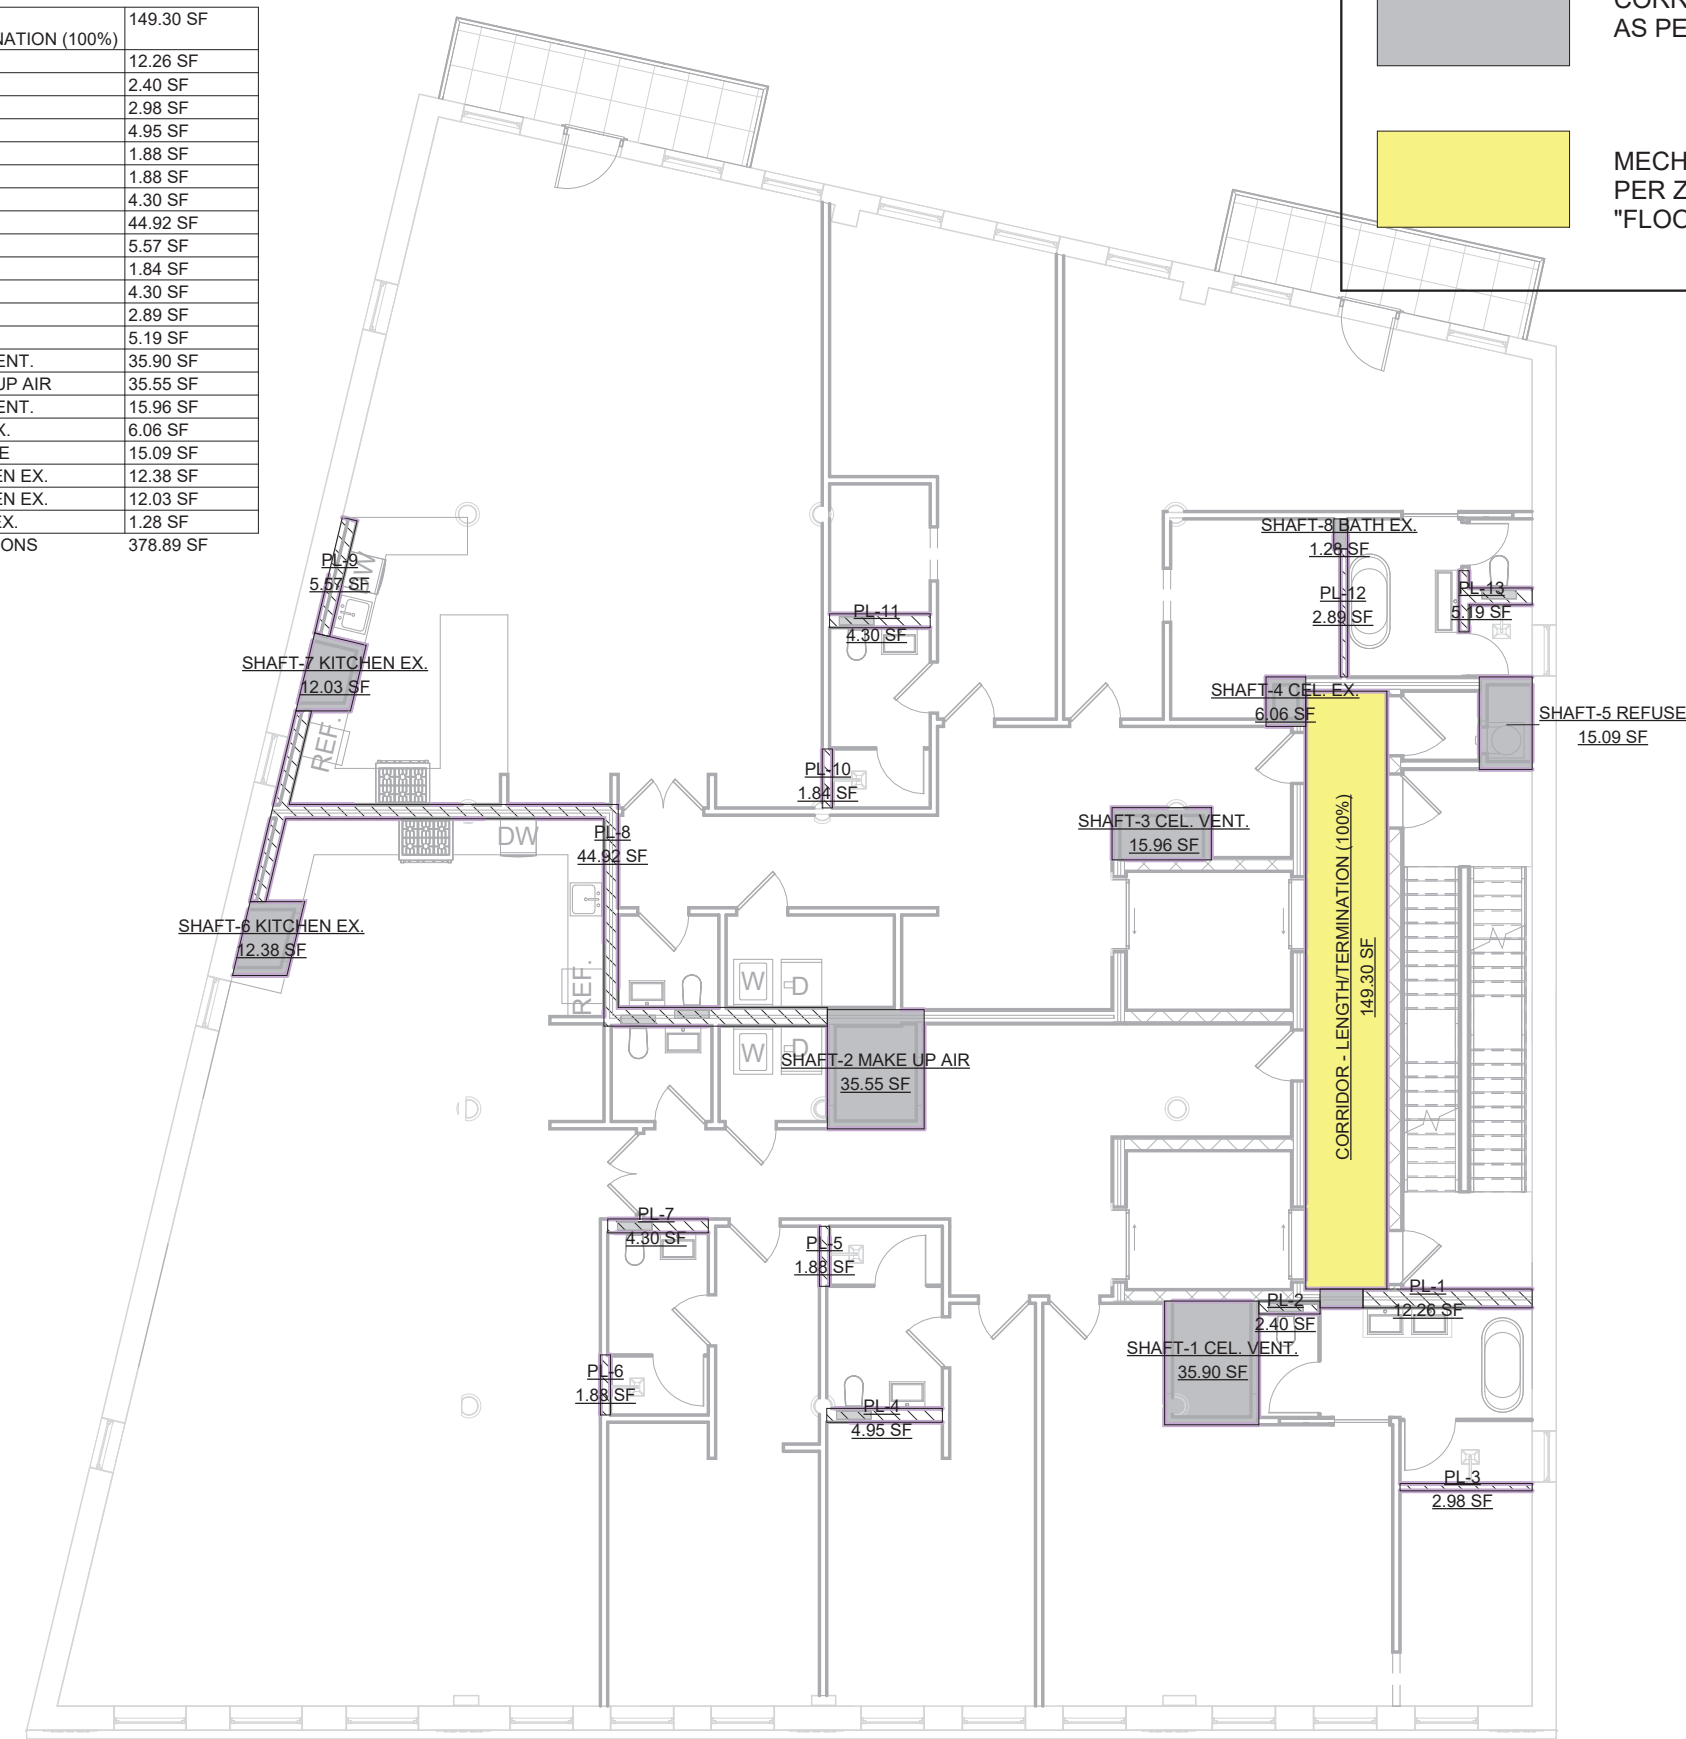 149.30 SF
NATION (100%)
12.26 SF
2.40 SF
2.98 SF
4.95 SF
1.88 SF
1.88 SF
4.30 SF
44.92 SF
5.57 SF
1.84 SF
4.30 SF
2.89 SF
5.19 SF
ENT. 35.90 SF
UP AIR 35.55 SF
ENT. 15.96 SF
X. 6.06 SF
E 15.09 SF
EN EX. 12.38 SF
EN EX. 12.03 SF
EX. 1.28 SF
ONS 378.89 SF
AS PE
MECH
PER Z
"FLOO
PL-9
5.57 SF
DW
SHAFT-7 KITCHEN EX.
12.03 SF
REF.
PL-11
4.30 SF
PL-10
1.84 SF
SHAFT-8 BATH EX.
1.28 SF
PL-12
2.89 SF
PL-13
5.19 SF
SHAFT-4 CEL. EX.
6.06 SF
SHAFT-5 REFUSE
15.09 SF
SHAFT-3 CEL. VENT.
15.96 SF
PL-8
44.92 SF
DW
SHAFT-6 KITCHEN EX.
12.38 SF
REF.
W
D
W
D
SHAFT-2 MAKE UP AIR
35.55 SF
CORRIDOR - LENGTH/TERMINATION (100%)
149.30 SF
PL-7
4.30 SF
PL-5
1.88 SF
PL-6
1.88 SF
PL-4
4.95 SF
PL-1
12.26 SF
PL-2
2.40 SF
SHAFT-1 CEL. VENT.
35.90 SF
PL-3
2.98 SF